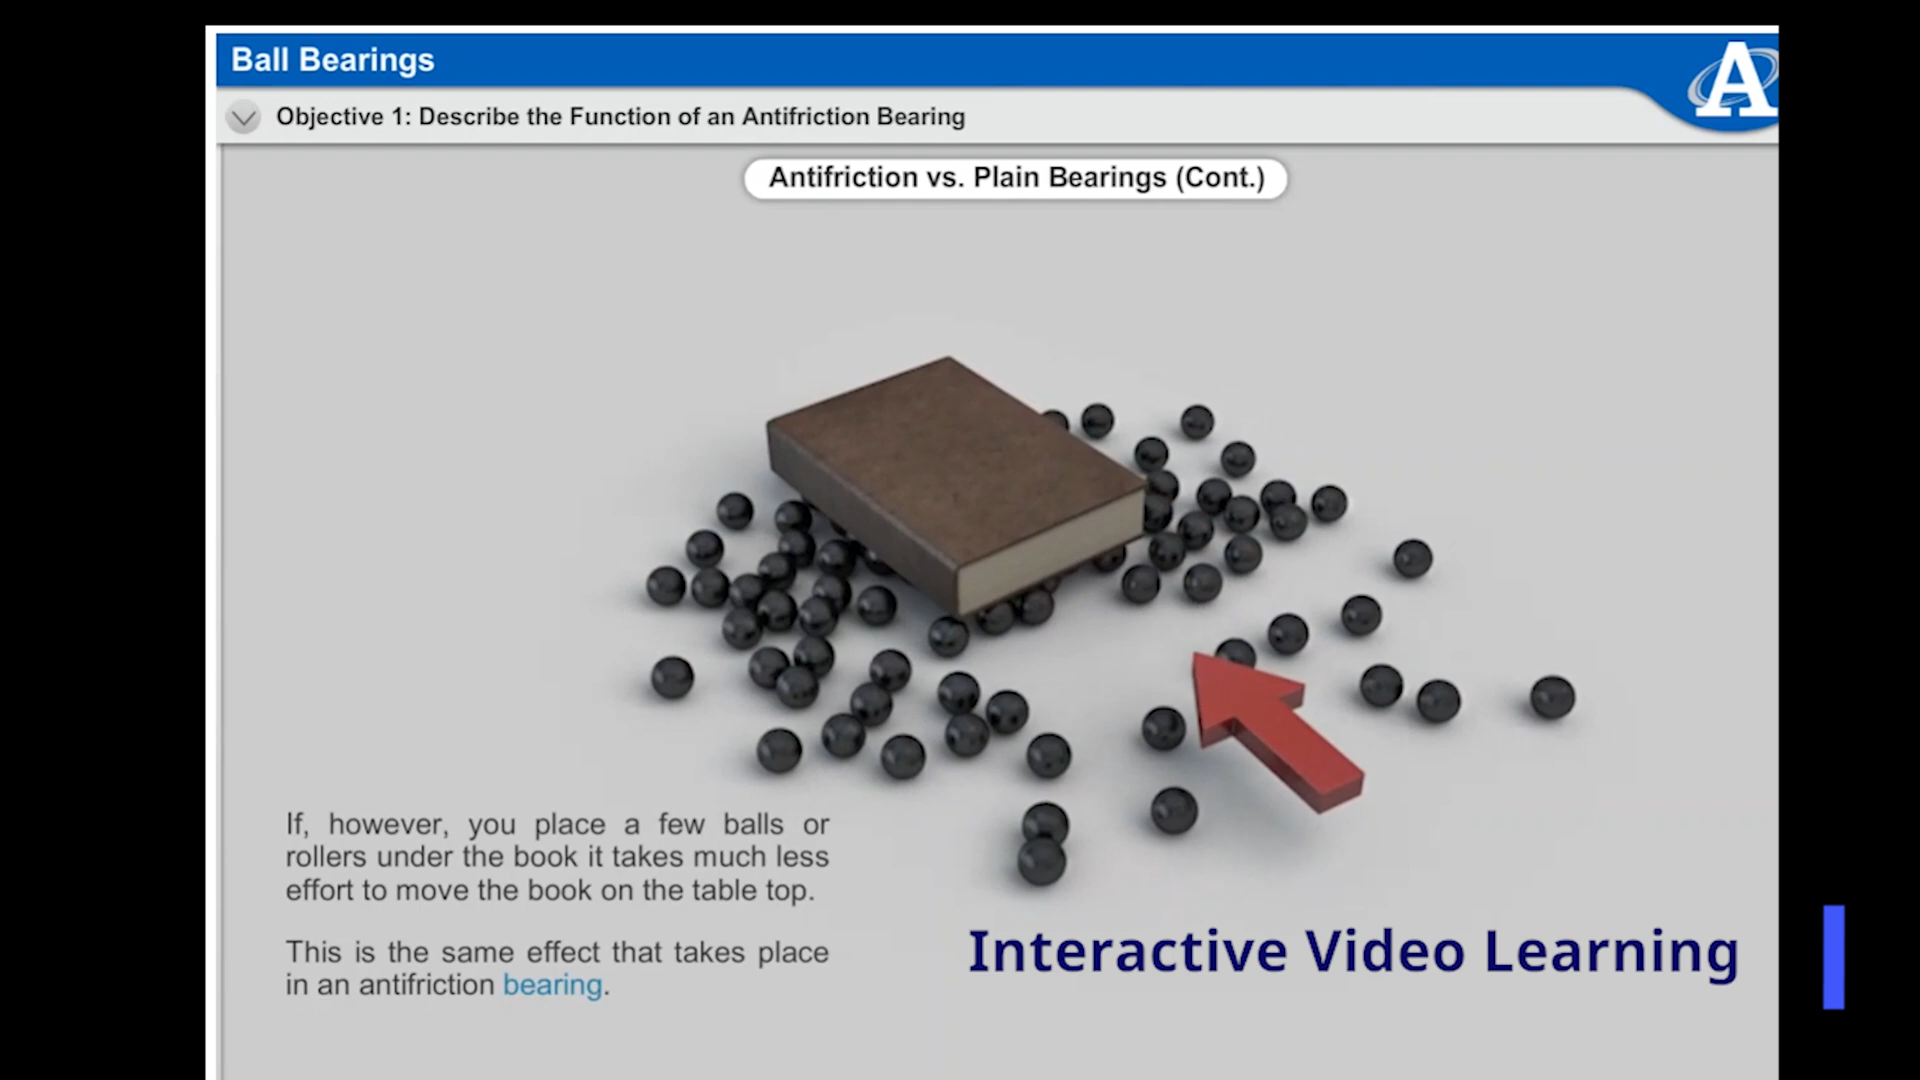 Ball Bearings
A
Objective 1: Describe the Function of an Antifriction Bearing
Antifriction vs. Plain Bearings (Cont.)
If, however, you place a few balls or
rollers under the book it takes much less
effort to move the book on the table top.
This is the same effect that takes place
in an antifriction bearing.
Interactive Video Learning